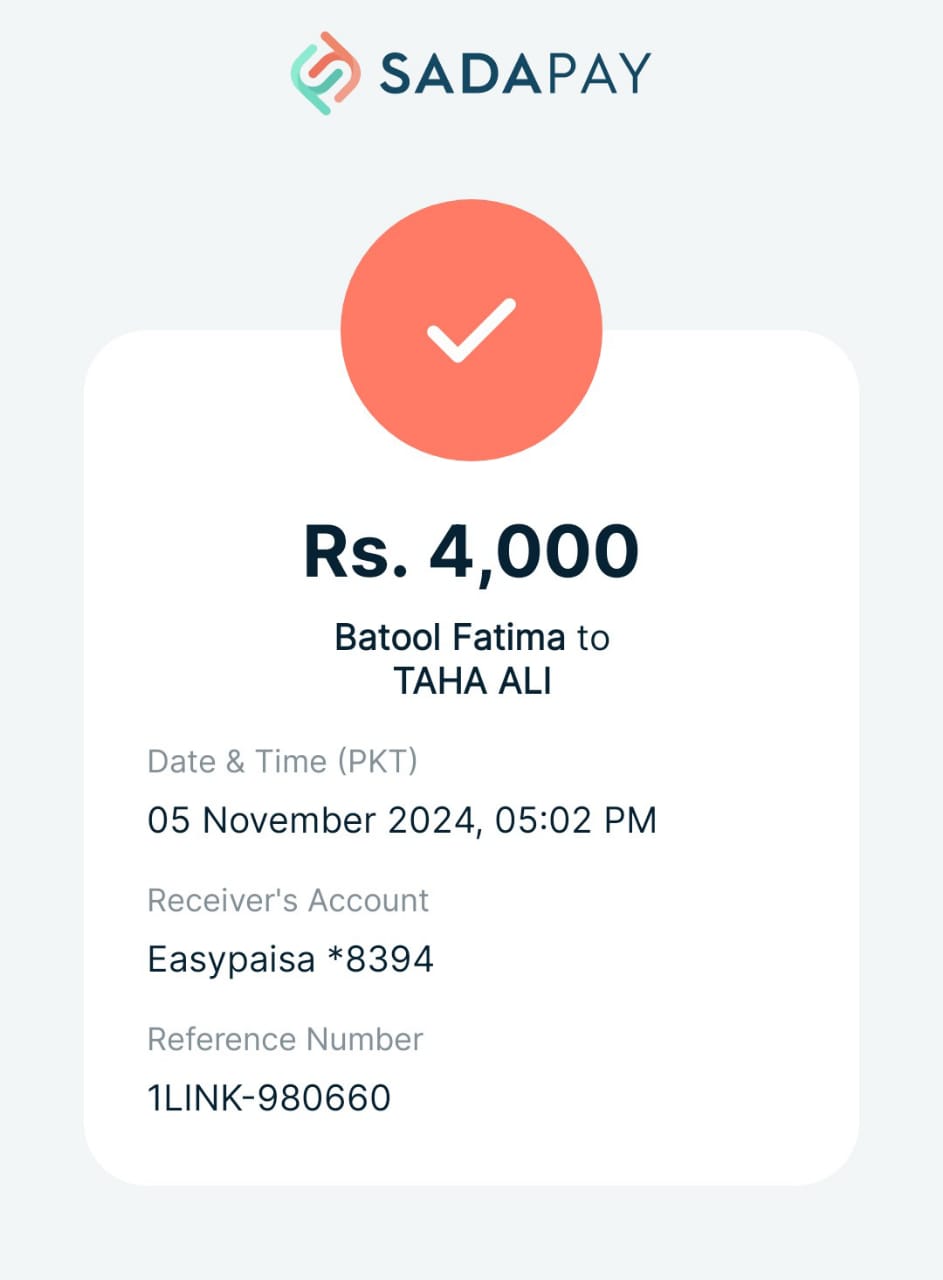 SADAPAY
Rs. 4,000
Batool Fatima to
TAHA ALI
Date & Time (PKT)
05 November 2024, 05:02 PM
Receiver's Account
Easypaisa *8394
Reference Number
1LINK-980660